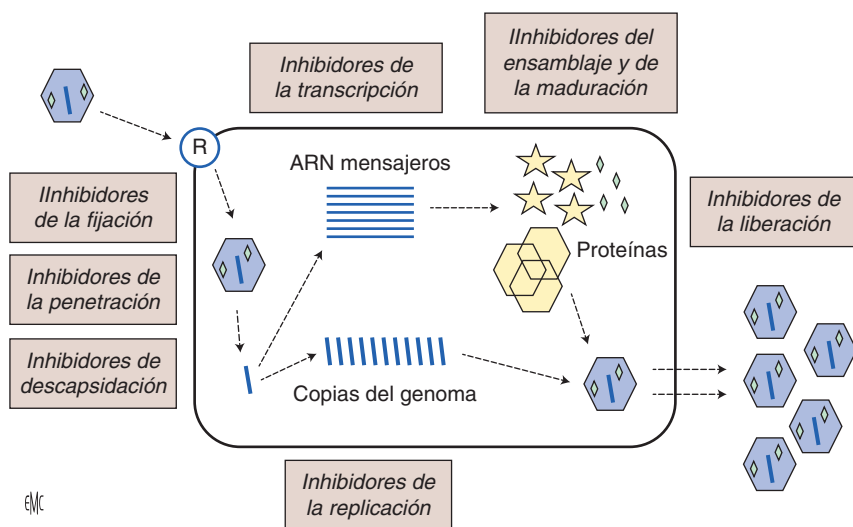 Inhibidores de
la transcripción
IInhibidores del
ensamblaje y de
la maduración
R
ARN mensajeros
IInhibidores
de la fijación
Inhibidores de
la penetración
Inhibidores de
descapsidación
Proteínas
Inhibidores de
la liberación
Copias del genoma
Inhibidores de
la replicación
EMC